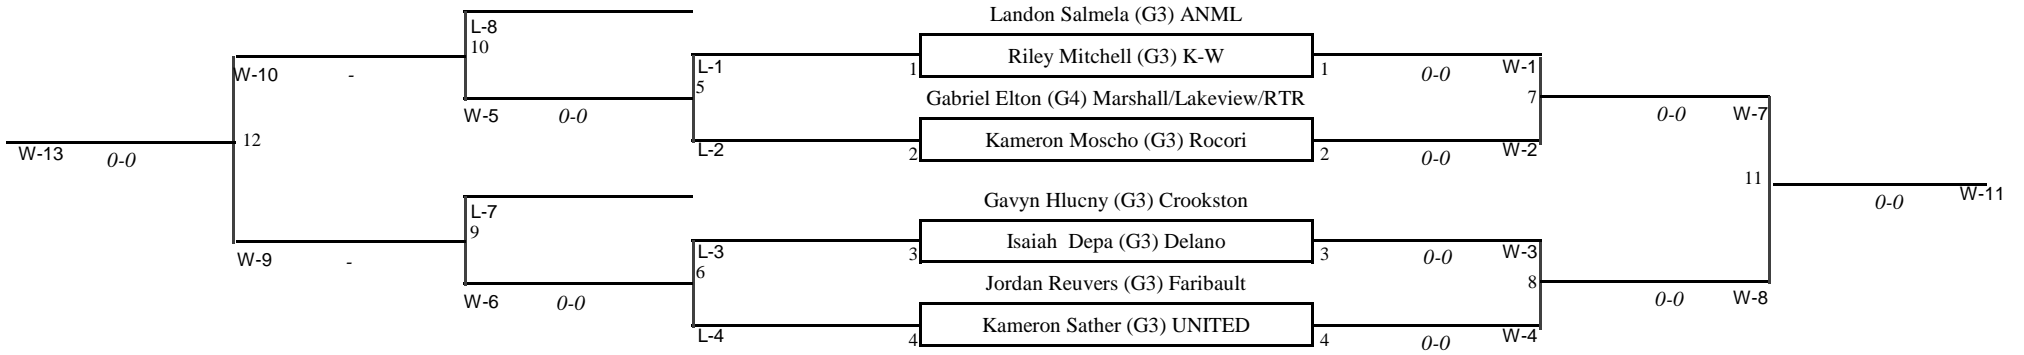 Landon Salmela (G3) ANML
L-8
10
Riley Mitchell (G3) K-W
W-10 -
L-1
1
1
0-0 W-1
5
7
W-5 0-0
Gabriel Elton (G4) Marshall/Lakeview/RTR
0-0 W-7
12
Kameron Moscho (G3) Rocori
W-13 0-0
L-2
2
2
0-0 W-2
11
Gavyn Hlucny (G3) Crookston
0-0 W-11
L-7
9
Isaiah Depa (G3) Delano
W-9 -
L-3
3
3
0-0 W-3
6
8
W-6 0-0
Jordan Reuvers (G3) Faribault
0-0 W-8
Kameron Sather (G3) UNITED
L-4
4
4
0-0 W-4